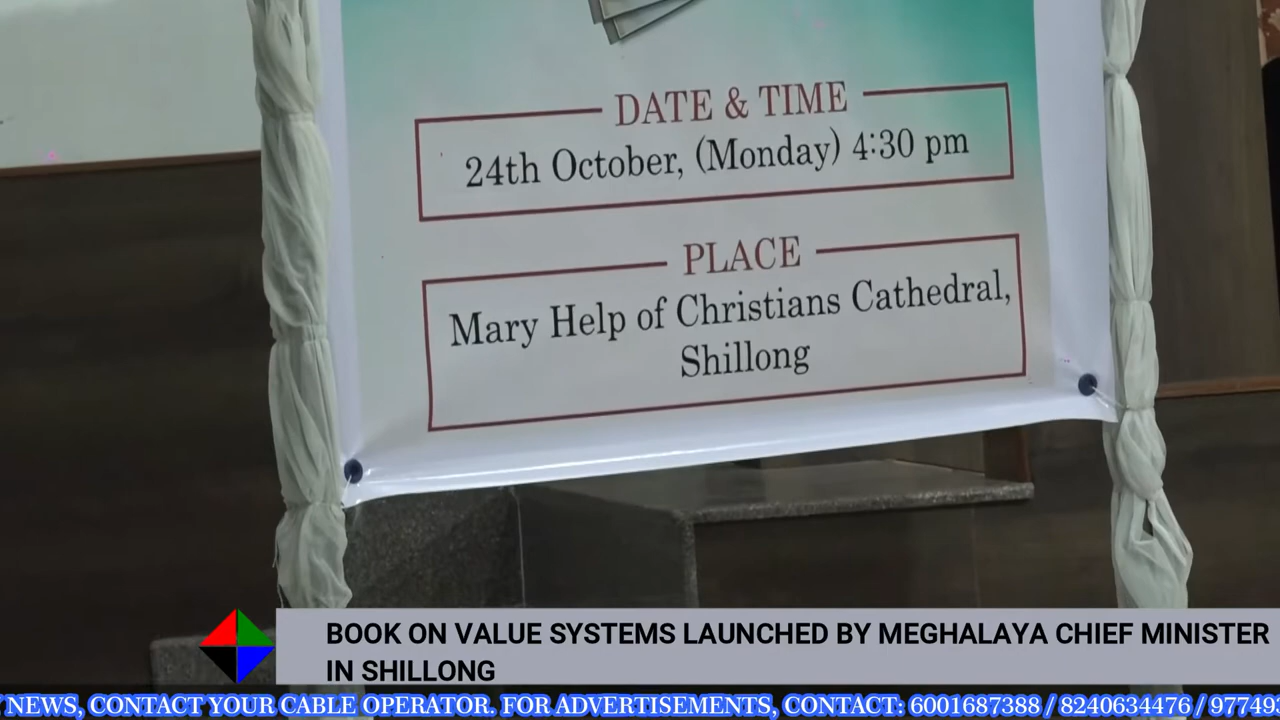 DATE & TIME
24th October, (Monday) 4:30 pm
PLACE
Mary Help of Christians Cathedral,
Shillong
BOOK ON VALUE SYSTEMS LAUNCHED BY MEGHALAYA CHIEF MINISTER
IN SHILLONG
NEWS, CONTACT YOUR CABLE OPERATOR. FOR ADVERTISEMENTS, CONTACT: 6001687388 / 8240634476 / 97749